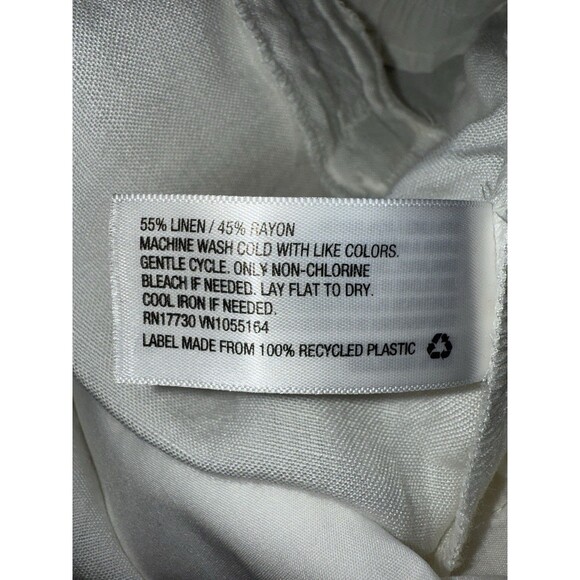 55% LINEN / 45% RAYON
MACHINE WASH COLD WITH LIKE COLORS.
GENTLE CYCLE. ONLY NON-CHLORINE
BLEACH IF NEEDED. LAY FLAT TO DRY.
COOL IRON IF NEEDED.
RN17730 VN1055164
LABEL MADE FROM 100% RECYCLED PLASTIC